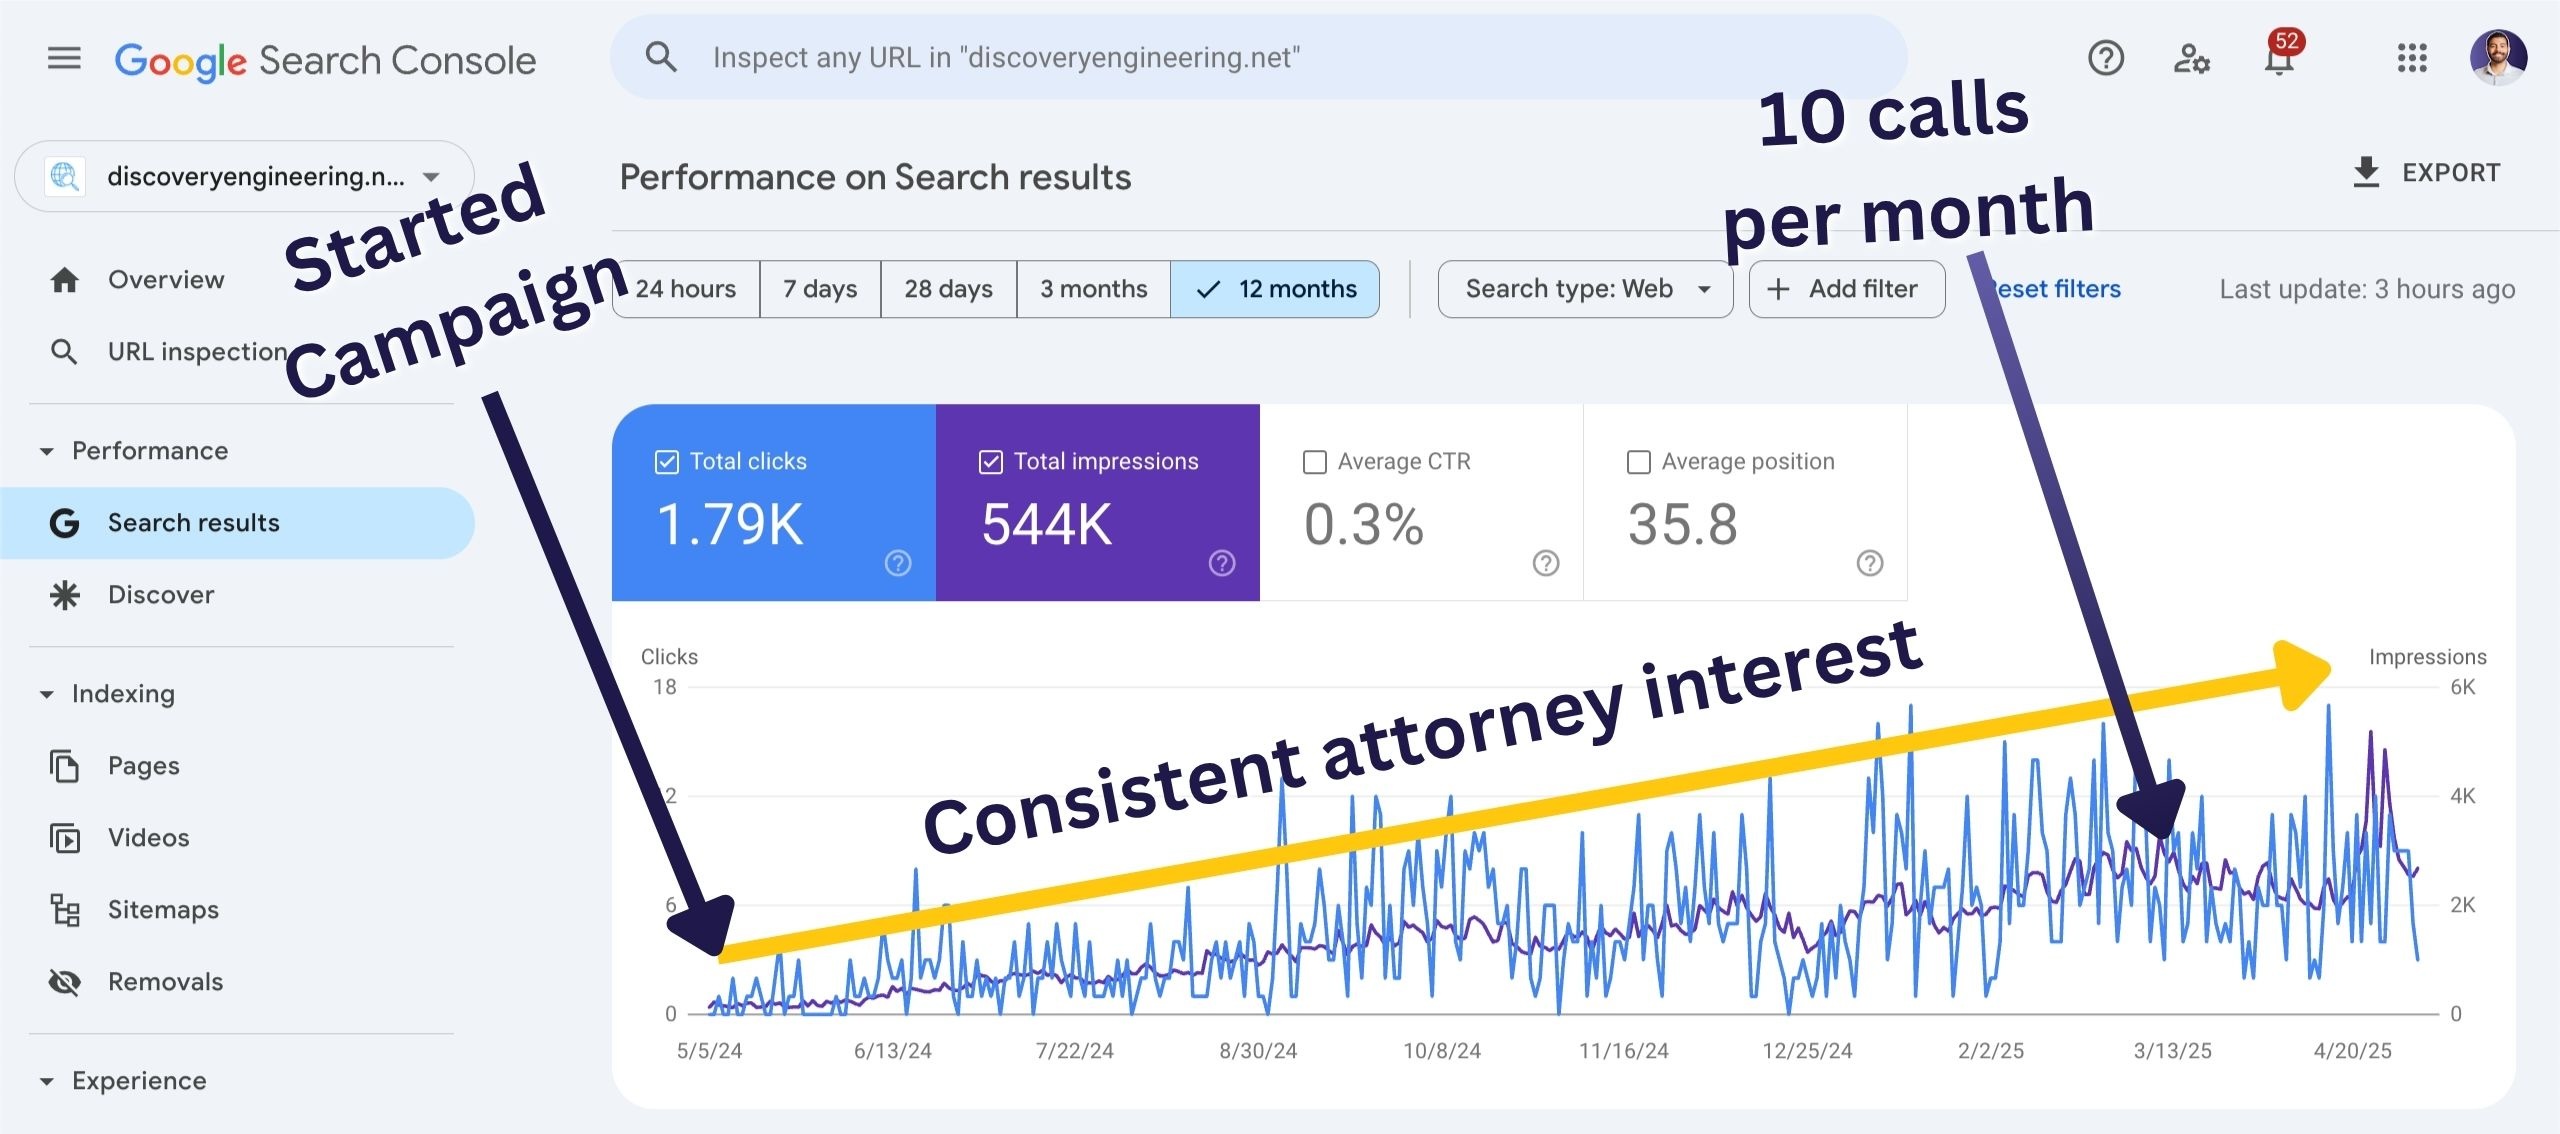 Google Search Console
Inspect any URL in "discoveryengineering.net"
52
10 calls
per month
discoveryengineering.n...
Performance on Search results
EXPORT
Started
Campaign
Overview
URL inspection
24 hours
7 days
28 days
3 months
12 months
Search type: Web
Add filter
eset filters
Last update: 3 hours ago
Performance
Search results
Discover
Indexing
Pages
Videos
Sitemaps
Removals
Experience
Total clicks
1.79K
Total impressions
544K
Average CTR
0.3%
Average position
35.8
Consistent attorney interest
Clicks
18
2
6
0
Impressions
6K
4K
2K
0
5/5/24
6/13/24
7/22/24
8/30/24
10/8/24
11/16/24
12/25/24
2/2/25
3/13/25
4/20/25